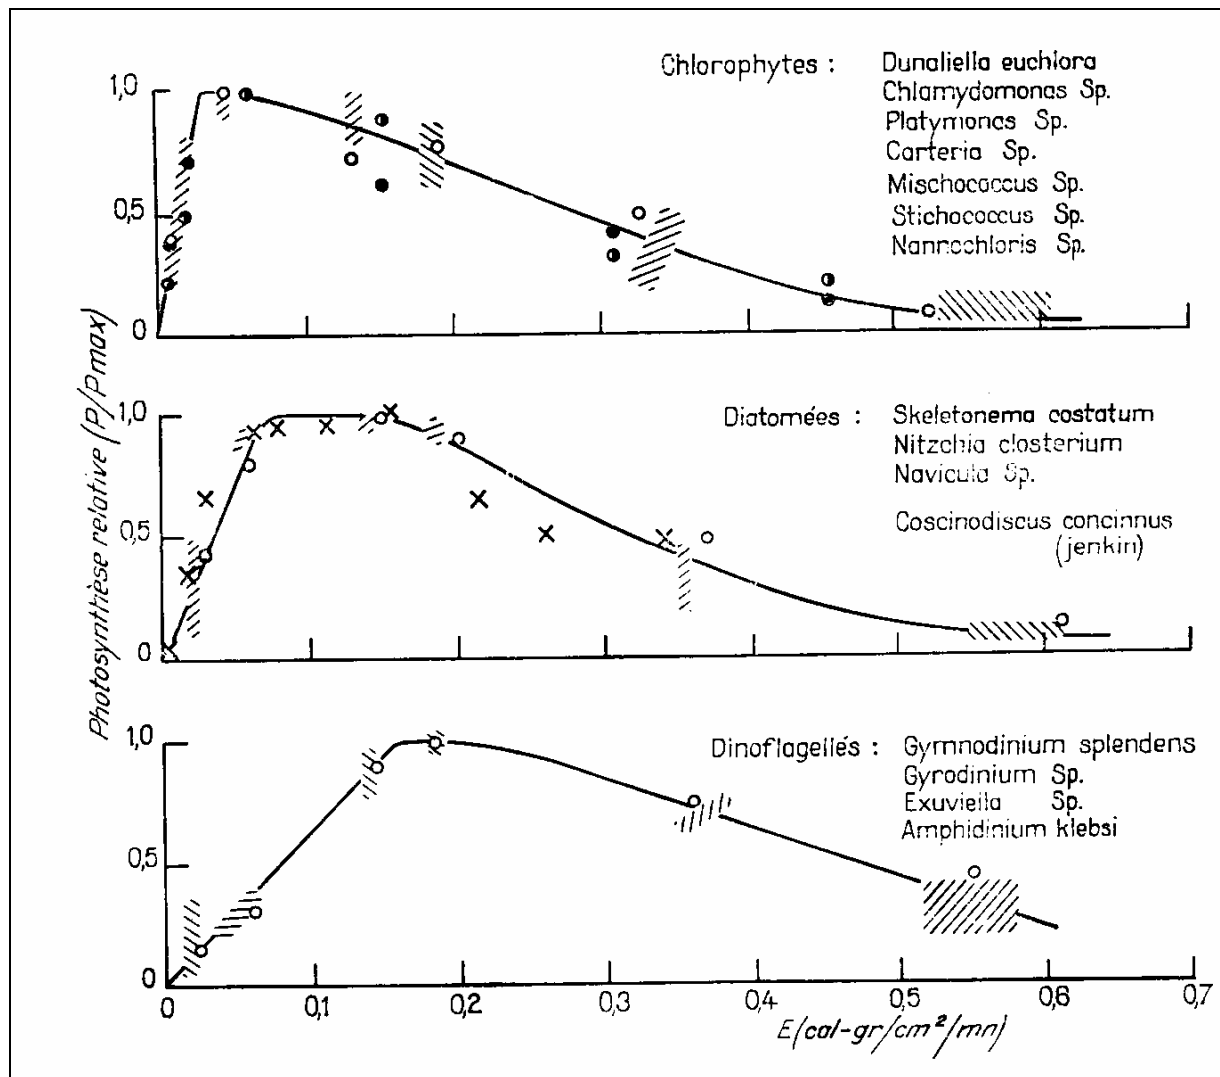 Chlorophytes : Dunaliella euchlora
Chlamydomonas Sp.
Platymonas Sp.
Carteria Sp.
Mischococcus Sp.
Stichococcus Sp.
Nannochloris Sp.
1,0
0,5
0
Photosynthèse relative (P/Pmax)
Diatomées : Skeletonema costatum
Nitzchia closterium
Navicula Sp.
Coscinodiscus concinnus
(jenkin)
1,0
0,5
0
Dinoflagellés : Gymnodinium splendens
Gyrodinium Sp.
Exuviella Sp.
Amphidinium klebsi
1,0
0,5
0
0 0,1 0,2 0,3 0,4 0,5 0,6 0,7
E(cal-gr/cm²/mn)